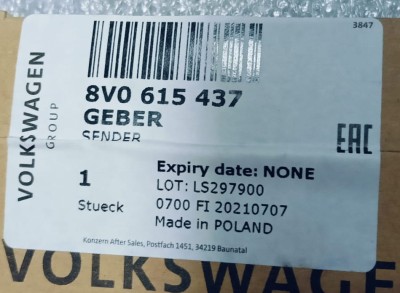 3847
VOLKSWAGEN
GROUP
8V0 615 437
GEBER
SENDER
EAC
1
Stueck
Expiry date: NONE
LOT: LS297900
0700 FI 20210707
Made in POLAND
Konzern After Sales, Postfach 1451, 34219 Baunatal
VOLKSWAGE